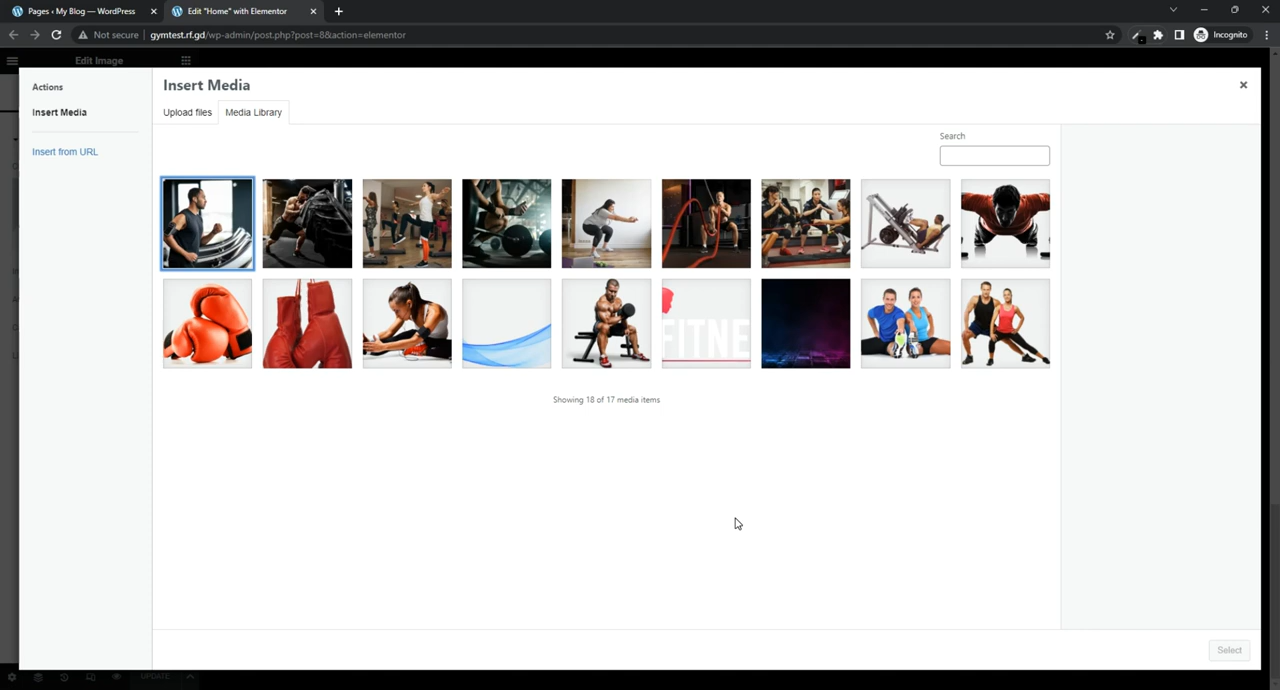 Pages ‹ My Blog — WordPress
Edit "Home" with Elementor
Not secure
gymtest.rf.gd/wp-admin/post.php?post=8&action=elementor
Incognito
Edit Image
Actions
Insert Media
Insert Media
Insert from URL
Upload files
Media Library
Search
FITNE
Showing 18 of 17 media items
Select
UPDATE